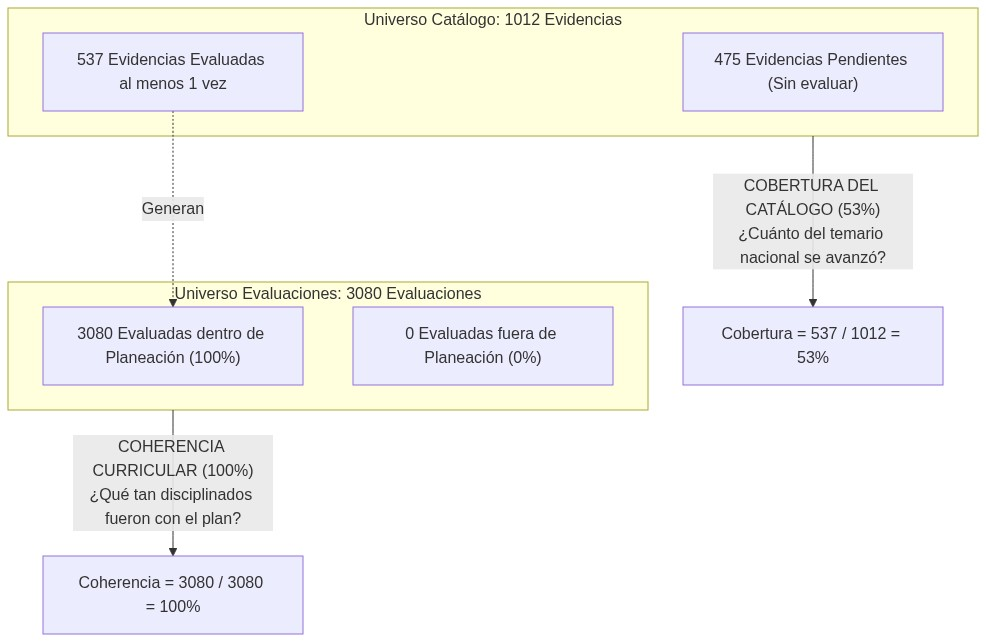 Universo Catálogo: 1012 Evidencias
537 Evidencias Evaluadas
al menos 1 vez
475 Evidencias Pendientes
(Sin evaluar)
Generan
COBERTURA DEL
CATÁLOGO (53%)
¿Cuánto del temario
nacional se avanzó?
Universo Evaluaciones: 3080 Evaluaciones
3080 Evaluadas dentro de
Planeación (100%)
0 Evaluadas fuera de
Planeación (0%)
Cobertura = 537 / 1012 =
53%
COHERENCIA
CURRICULAR (100%)
¿Qué tan disciplinados
fueron con el plan?
Coherencia = 3080 / 3080
= 100%